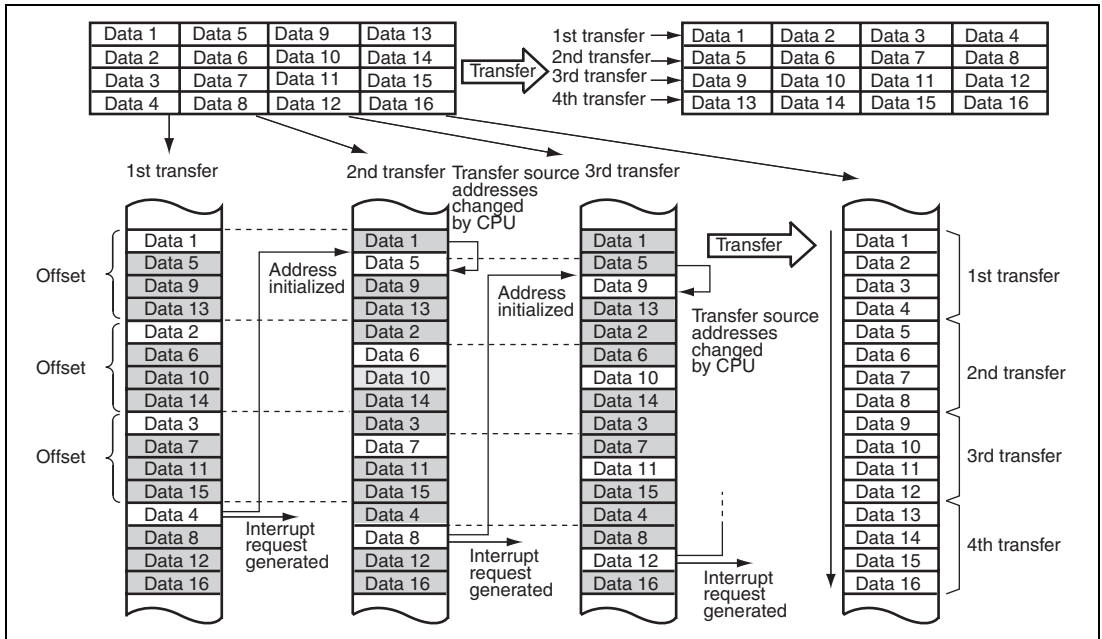 Data 1 Data 5 Data 9 Data 13
Data 2 Data 6 Data 10 Data 14
Data 3 Data 7 Data 11 Data 15
Data 4 Data 8 Data 12 Data 16
Transfer
1st transfer
2nd transfer
3rd transfer
4th transfer
Data 1 Data 2 Data 3 Data 4
Data 5 Data 6 Data 7 Data 8
Data 9 Data 10 Data 11 Data 12
Data 13 Data 14 Data 15 Data 16
1st transfer
Offset
Offset
Offset
Data 1
Data 5
Data 9
Data 13
Data 2
Data 6
Data 10
Data 14
Data 3
Data 7
Data 11
Data 15
Data 4
Data 8
Data 12
Data 16
Address
initialized
Interrupt
request
generated
2nd transfer
Transfer source
addresses
changed
by CPU
Data 1
Data 5
Data 9
Data 13
Data 2
Data 6
Data 10
Data 14
Data 3
Data 7
Data 11
Data 15
Data 4
Data 8
Data 12
Data 16
Address
initialized
Interrupt
request
generated
3rd transfer
Data 1
Data 5
Data 9
Data 13
Data 2
Data 6
Data 10
Data 14
Data 3
Data 7
Data 11
Data 15
Data 4
Data 8
Data 12
Data 16
Transfer
Transfer source
addresses
changed
by CPU
Interrupt
request
generated
Data 1
Data 2
Data 3
Data 4
Data 5
Data 6
Data 7
Data 8
Data 9
Data 10
Data 11
Data 12
Data 13
Data 14
Data 15
Data 16
1st transfer
2nd transfer
3rd transfer
4th transfer